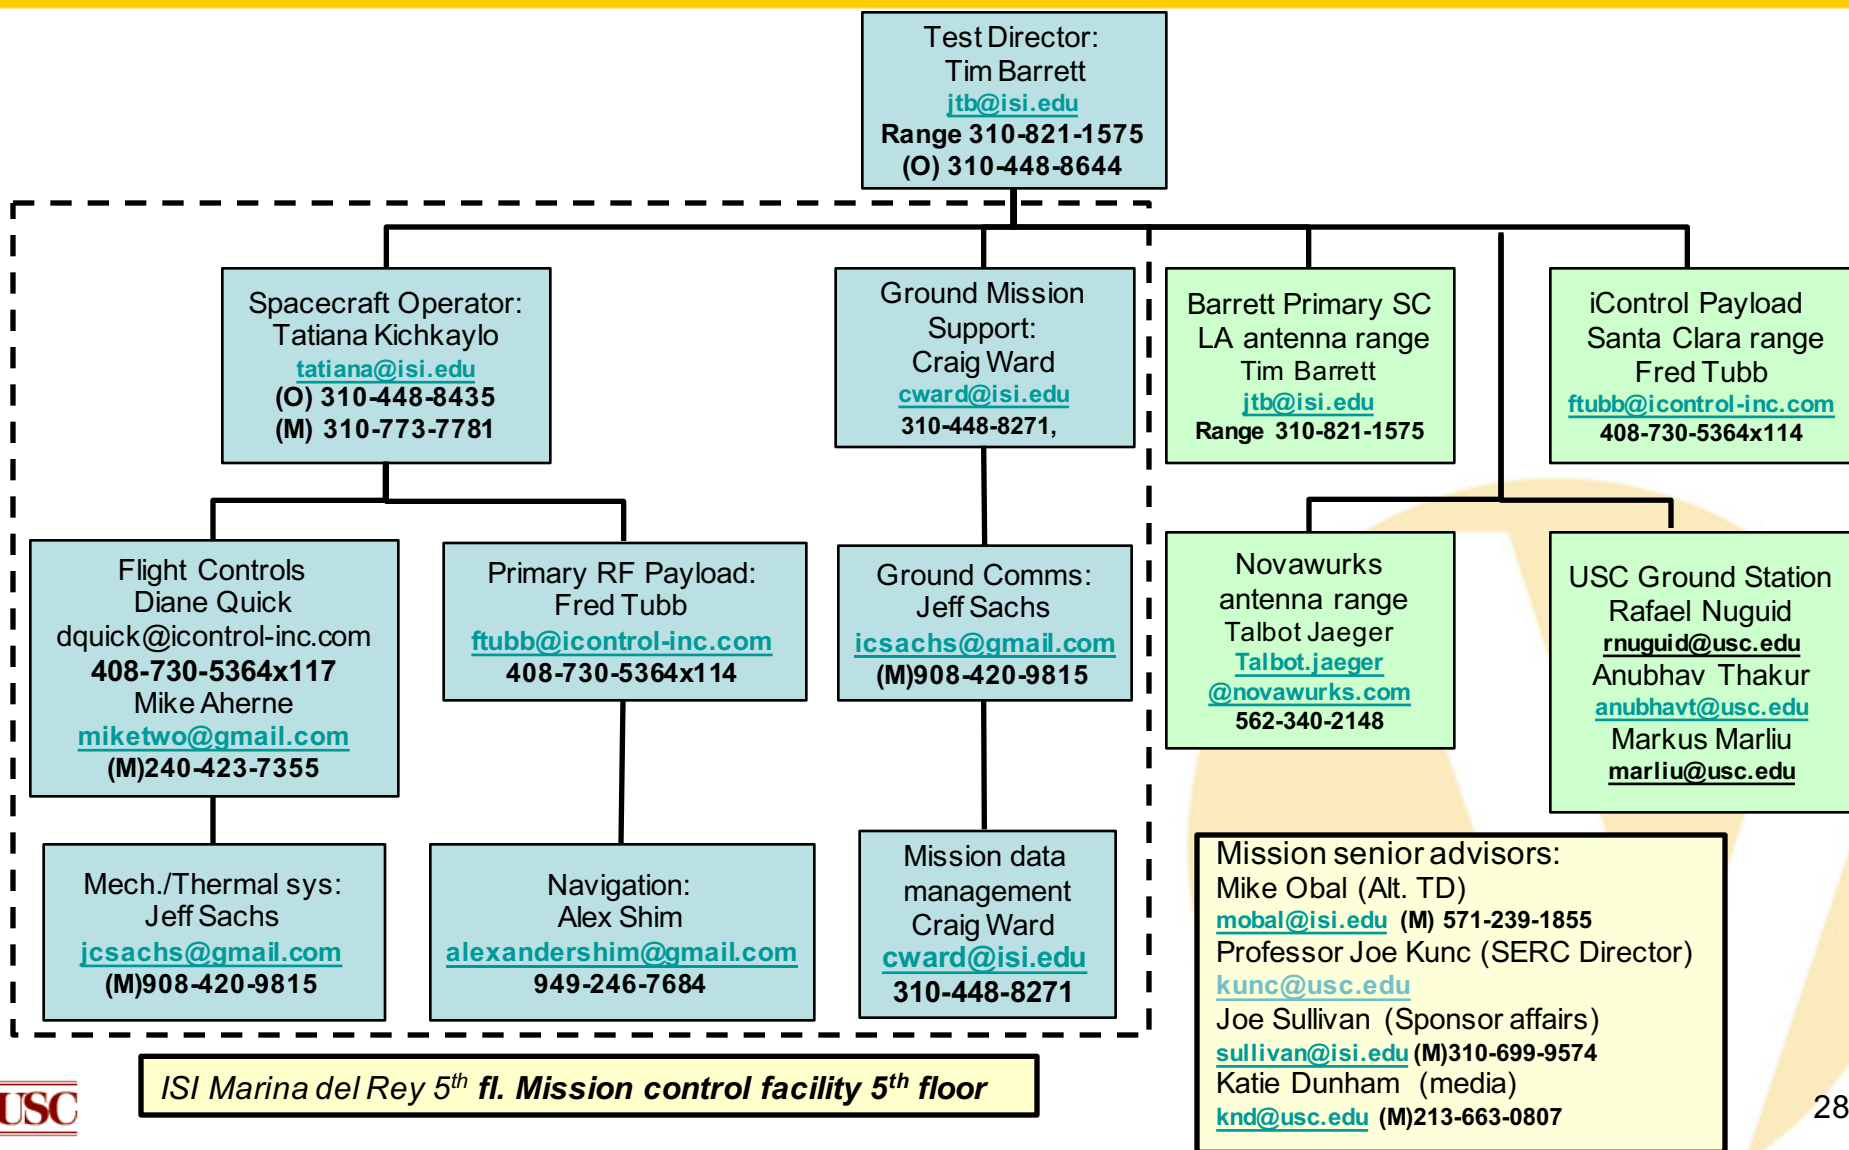 Test Director:
Tim Barrett
jtb@isi.edu
Range 310-821-1575
(O) 310-448-8644
Spacecraft Operator:
Tatiana Kichkaylo
tatiana@isi.edu
(O) 310-448-8435
(M) 310-773-7781
Ground Mission
Support:
Craig Ward
cward@isi.edu
310-448-8271,
Barrett Primary SC
LA antenna range
Tim Barrett
jtb@isi.edu
Range 310-821-1575
iControl Payload
Santa Clara range
Fred Tubb
ftubb@icontrol-inc.com
408-730-5364x114
Flight Controls
Diane Quick
dquick@icontrol-inc.com
408-730-5364x117
Mike Aherne
miketwo@gmail.com
(M)240-423-7355
Primary RF Payload:
Fred Tubb
ftubb@icontrol-inc.com
408-730-5364x114
Ground Comms:
Jeff Sachs
icsachs@gmail.com
(M)908-420-9815
Novawurks
antenna range
Talbot Jaeger
Talbot.jaeger
@novawurks.com
562-340-2148
USC Ground Station
Rafael Nuguid
rnuguid@usc.edu
Anubhav Thakur
anubhavt@usc.edu
Markus Marliu
marliu@usc.edu
Mech./Thermal sys:
Jeff Sachs
jcsachs@gmail.com
(M)908-420-9815
Navigation:
Alex Shim
alexandershim@gmail.com
949-246-7684
Mission data
management
Craig Ward
cward@isi.edu
310-448-8271
Mission senior advisors:
Mike Obal (Alt. TD)
mobal@isi.edu (M) 571-239-1855
Professor Joe Kunc (SERC Director)
kunc@usc.edu
Joe Sullivan (Sponsor affairs)
sullivan@isi.edu (M)310-699-9574
Katie Dunham (media)
knd@usc.edu (M)213-663-0807
ISI Marina del Rey 5th fl. Mission control facility 5th floor
USC
28